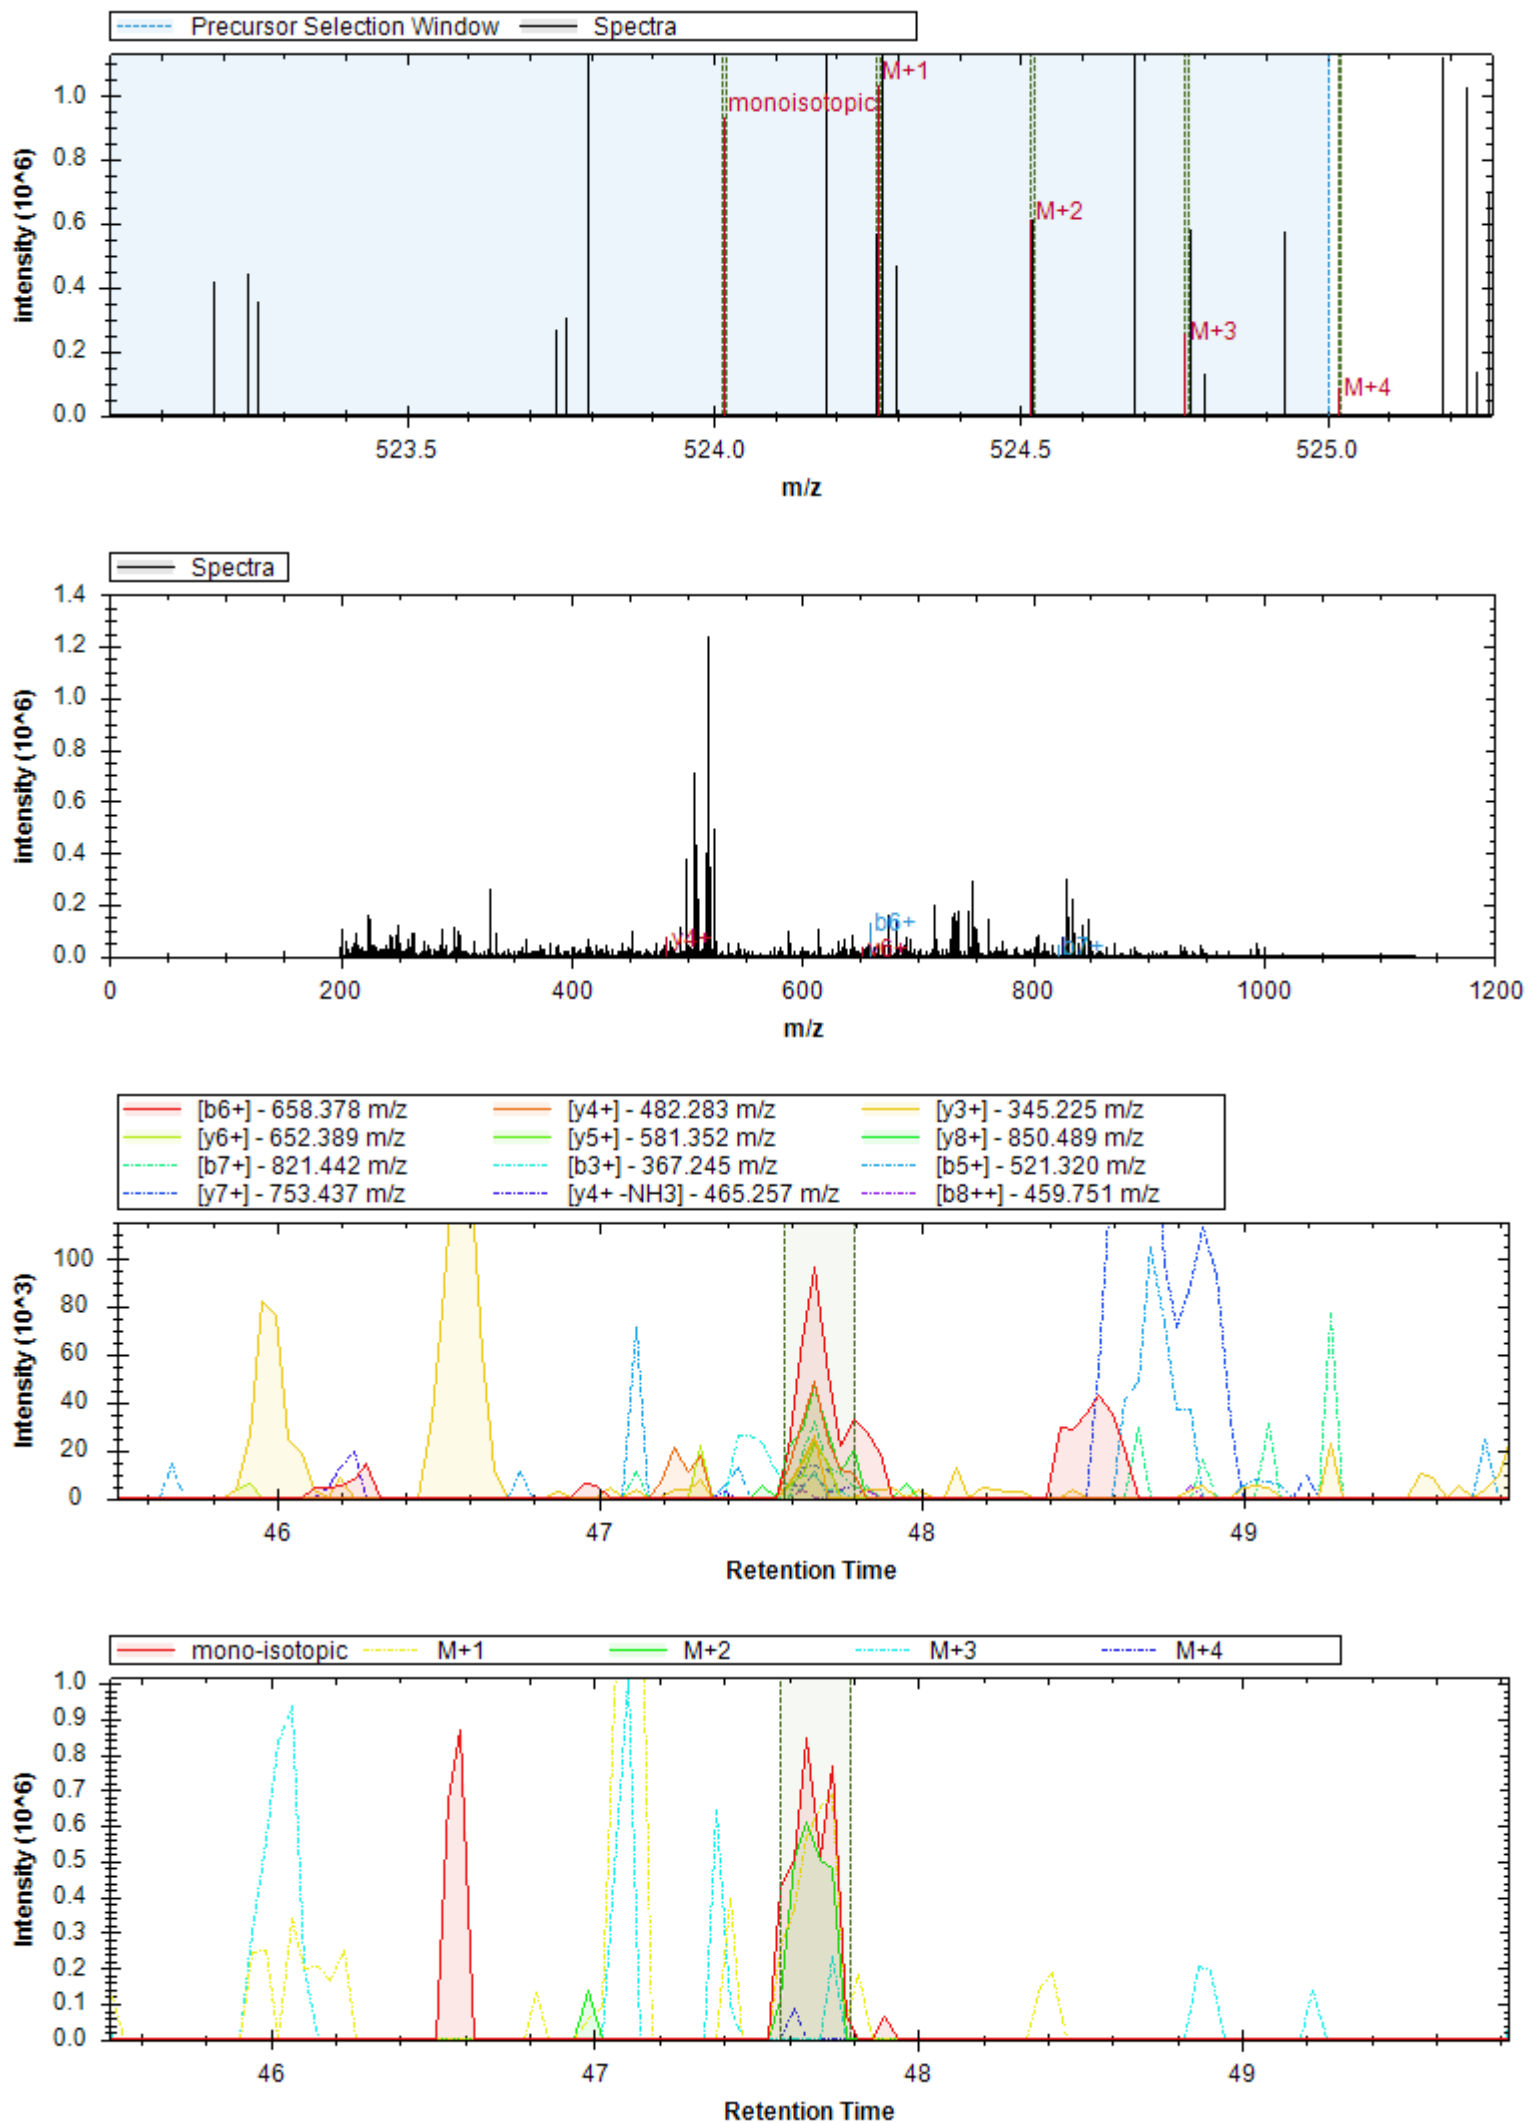 Precursor Selection Window Spectra
intensity (10^6)
1.0
0.8
0.6
0.4
0.2
0.0
monoisotopic
M+1
M+2
M+3
M+4
523.5 524.0 524.5 525.0
m/z
Spectra
intensity (10^6)
1.4
1.2
1.0
0.8
0.6
0.4
0.2
0.0
y4+
b6+
y6+
b7+
0 200 400 600 800 1000 1200
m/z
[b6+] - 658.378 m/z [y4+] - 482.283 m/z [y3+] - 345.225 m/z
[y6+] - 652.389 m/z [y5+] - 581.352 m/z [y8+] - 850.489 m/z
[b7+] - 821.442 m/z [b3+] - 367.245 m/z [b5+] - 521.320 m/z
[y7+] - 753.437 m/z [y4+ -NH3] - 465.257 m/z [b8++] - 459.751 m/z
Intensity (10^3)
100
80
60
40
20
0
46 47 48 49
Retention Time
mono-isotopic M+1 M+2 M+3 M+4
Intensity (10^6)
1.0
0.9
0.8
0.7
0.6
0.5
0.4
0.3
0.2
0.1
0.0
46 47 48 49
Retention Time